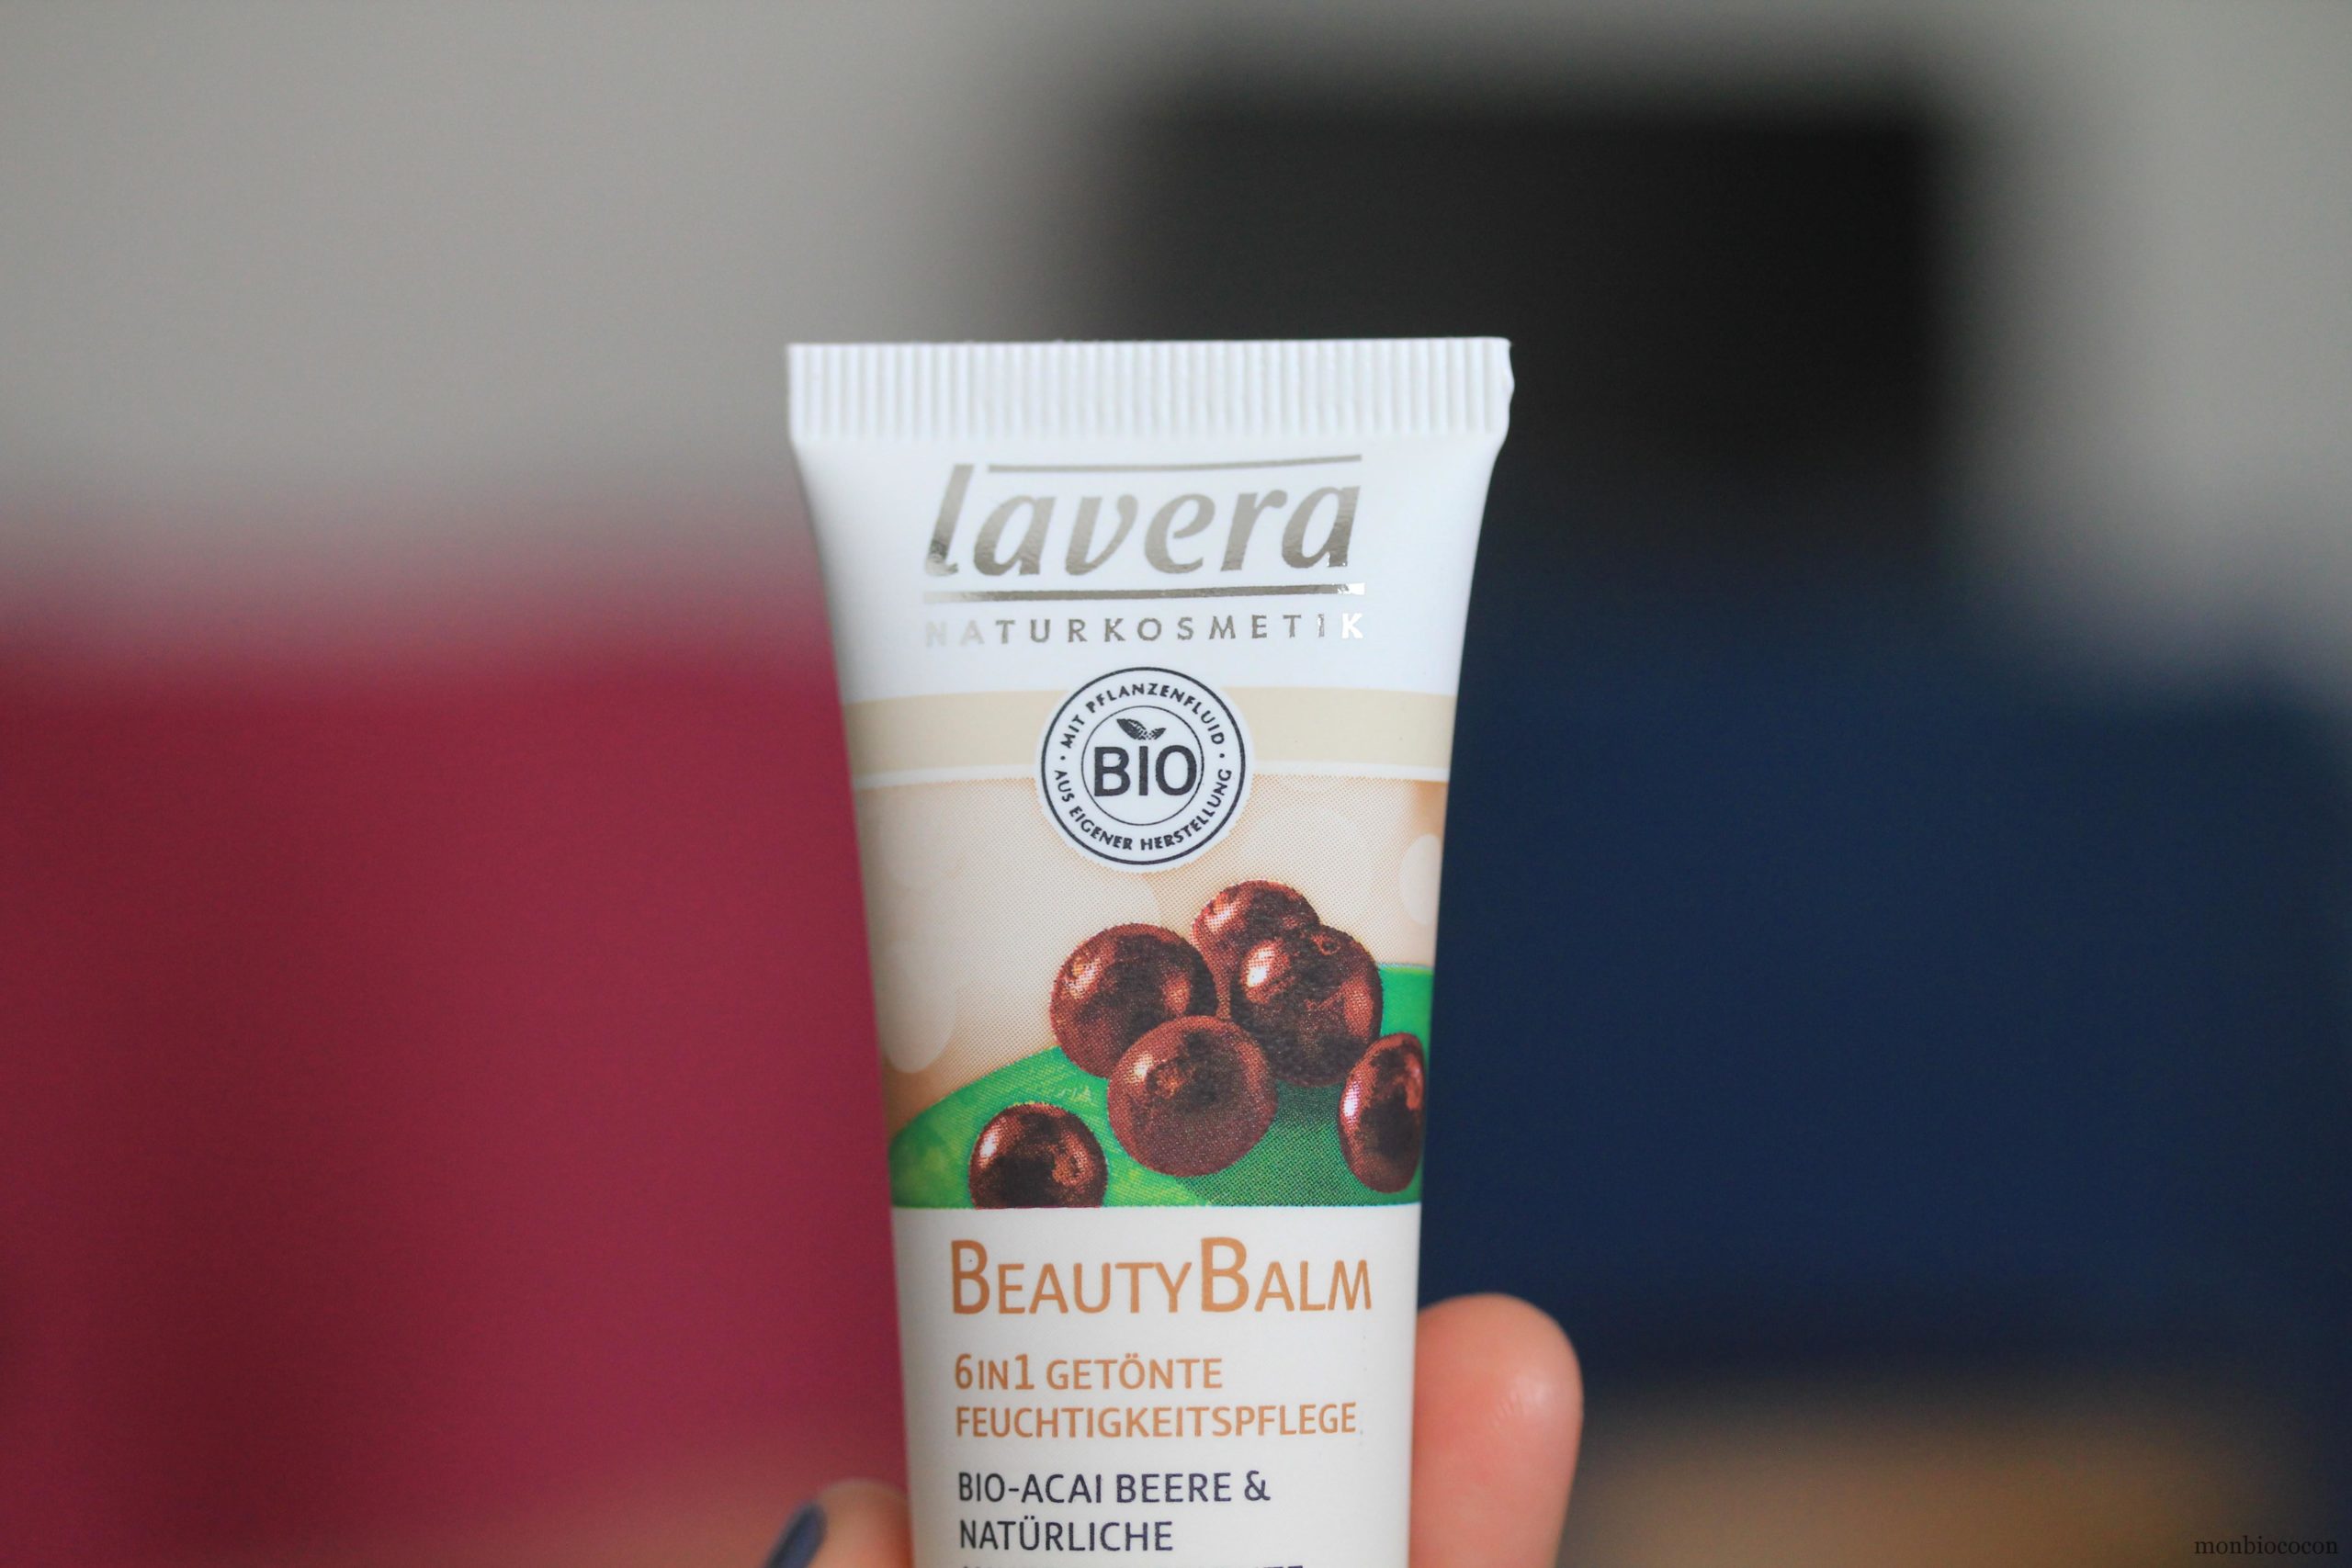 lavera
NATURKOSMETIK
MIT PFLANZENFLUID
BIO
AUS EIGENER HERSTELLUNG
BEAUTYBALM
6IN1 GETÖNTE
FEUCHTIGKEITSPFLEGE
BIO-ACAI BEERE &
NATÜRLICHE
monbiococon